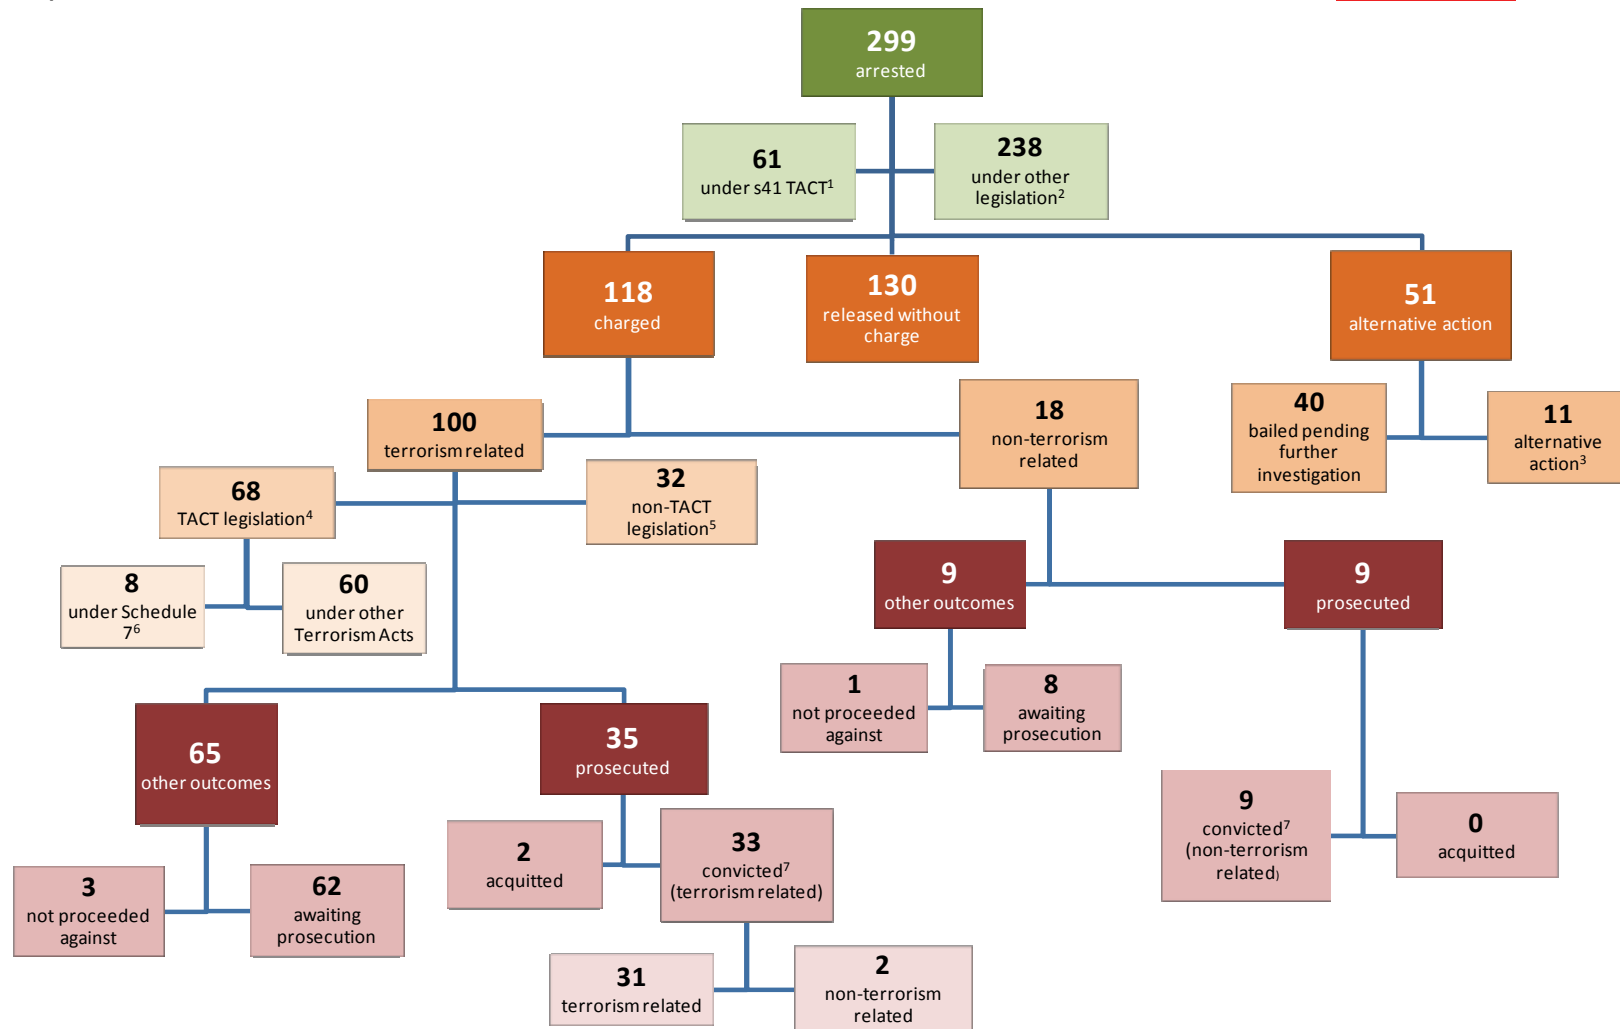 299
arrested
61
under s41 TACT1
238
under other
legislation2
118
charged
130
released without
charge
51
alternative action
100
terrorism related
18
non-terrorism
related
40
bailed pending
further
investigation
11
alternative
action3
68
TACT legislation4
32
non-TACT
legislation5
8
under Schedule
76
60
under other
Terrorism Acts
9
other outcomes
9
prosecuted
1
not proceeded
against
8
awaiting
prosecution
65
other outcomes
35
prosecuted
9
convicted7
(non-terrorism
related)
0
acquitted
3
not proceeded
against
62
awaiting
prosecution
2
acquitted
33
convicted7
(terrorism related)
31
terrorism related
2
non-terrorism
related